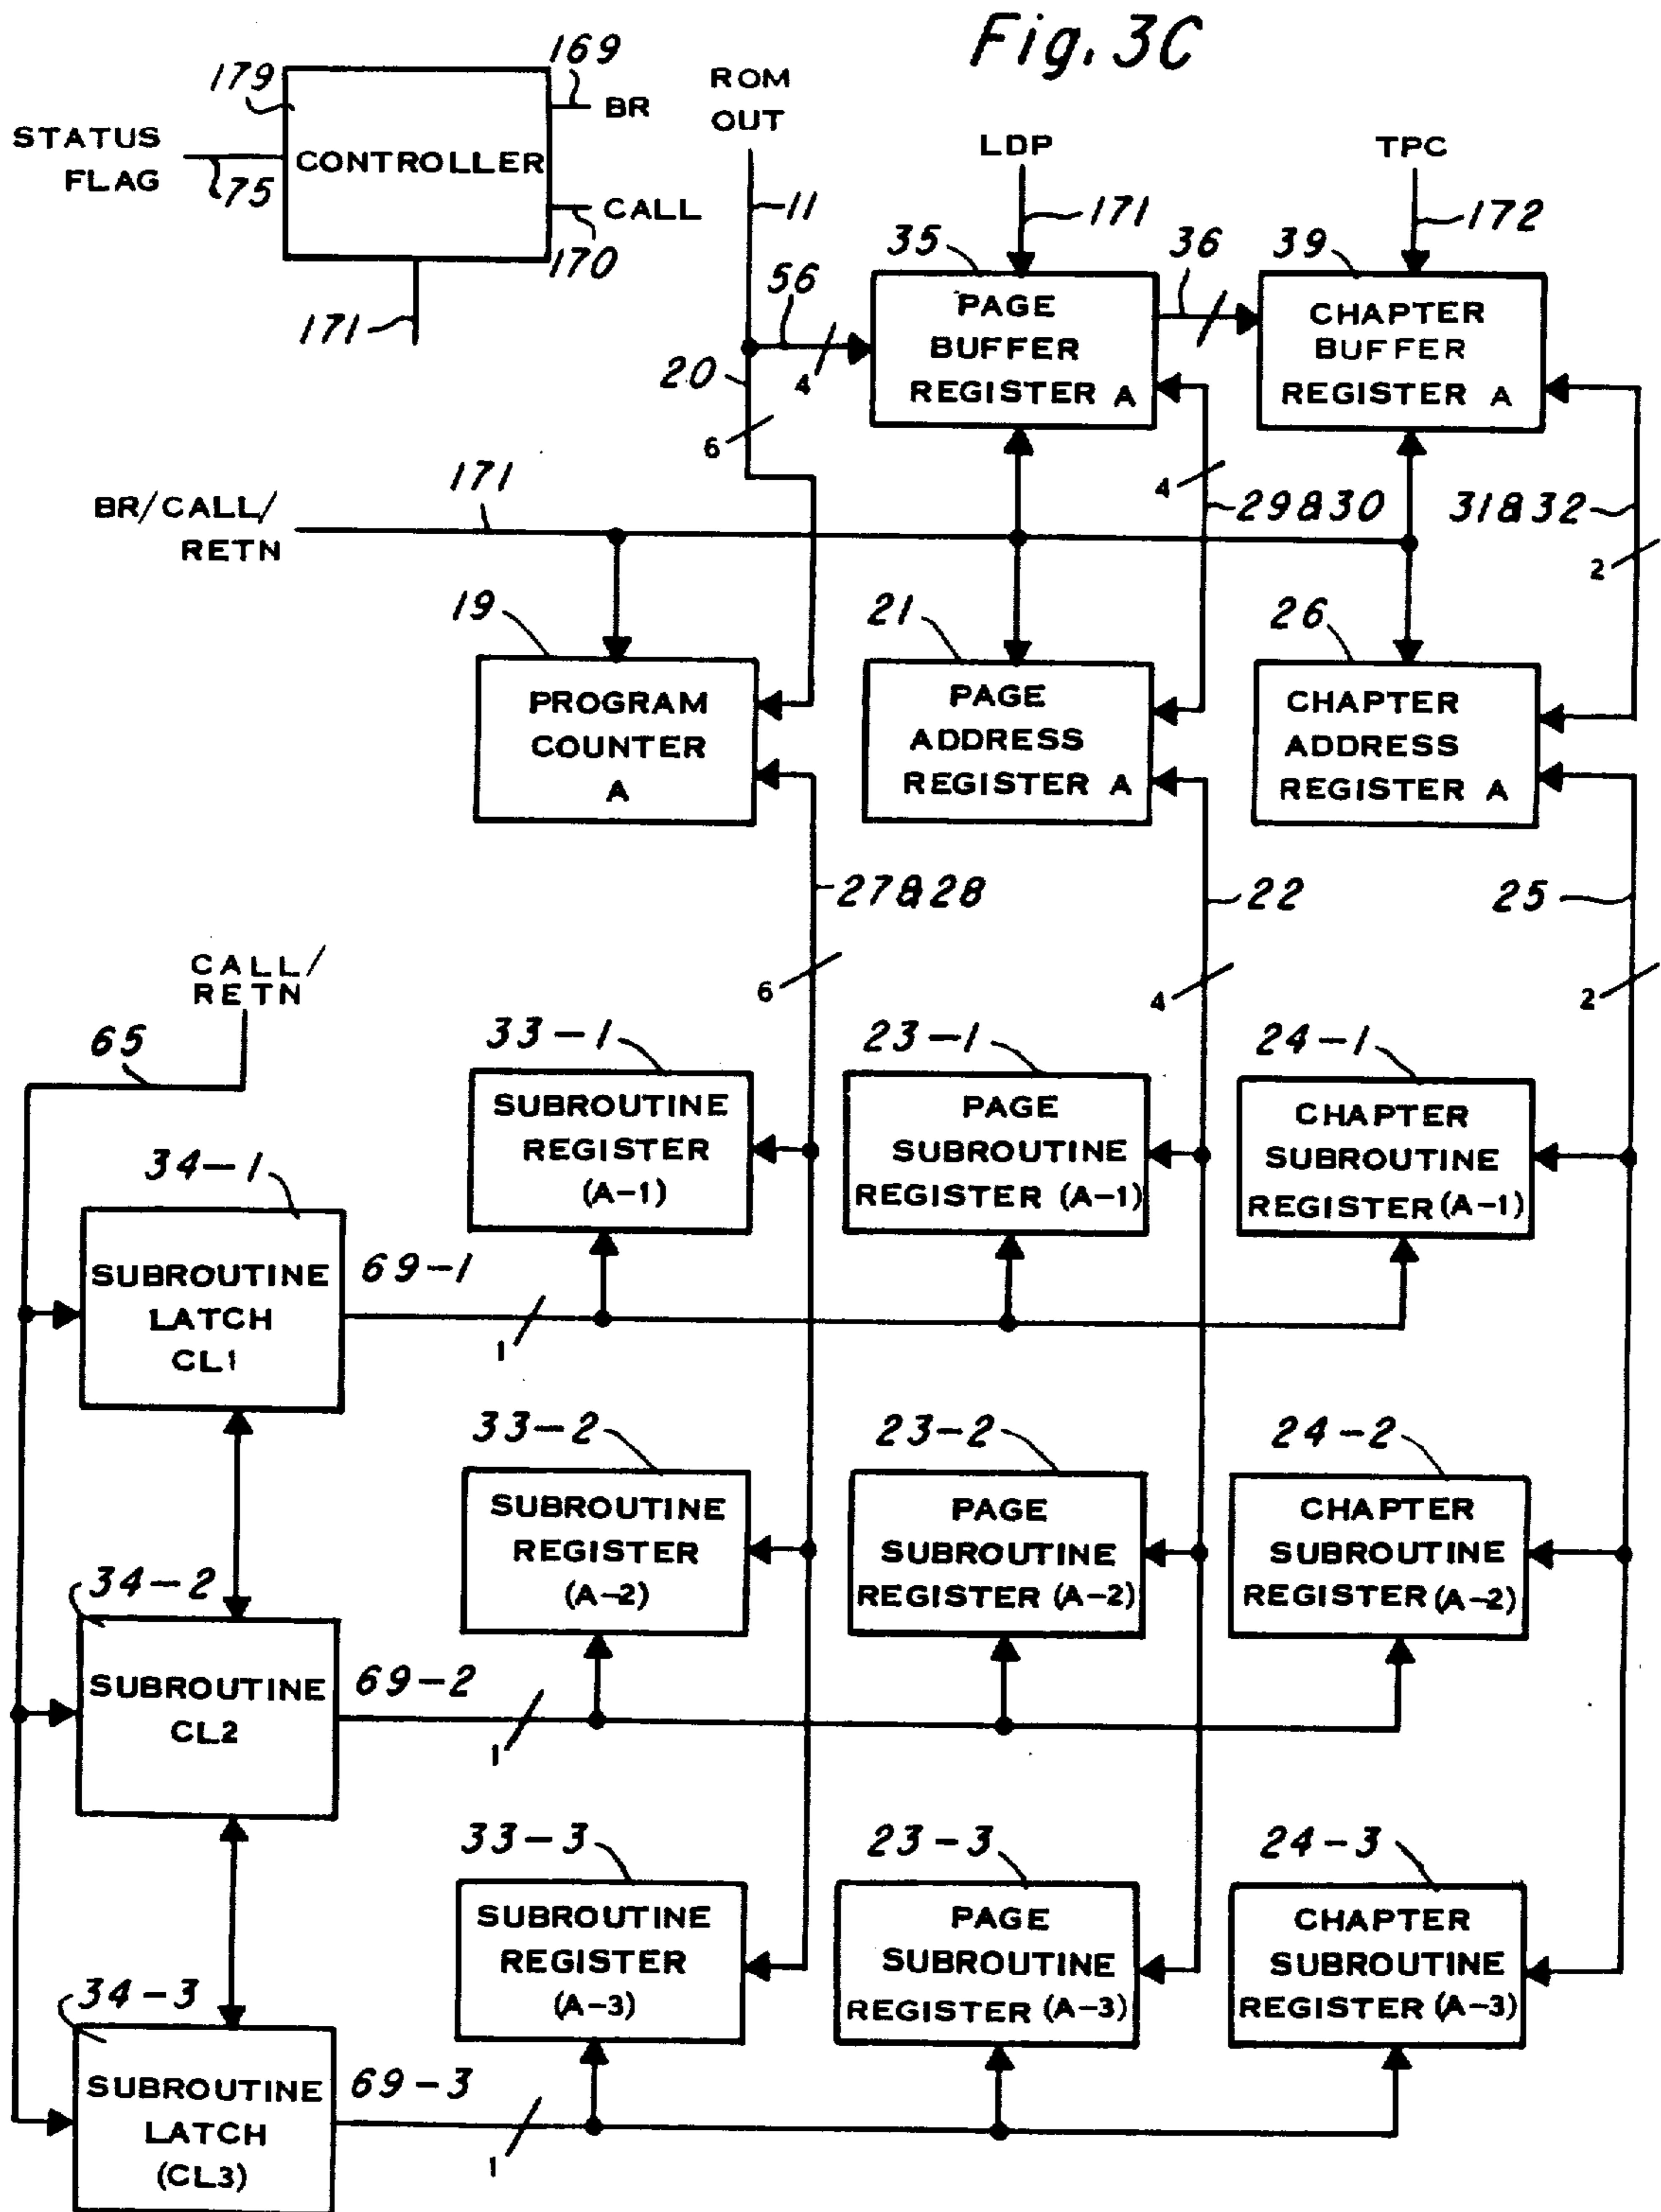 Fig. 3C
179
169
BR
STATUS
FLAG
75
CONTROLLER
CALL
170
171
ROM
OUT
11
LDP
171
TPC
172
35
36
39
56
4
20
6
PAGE
BUFFER
REGISTER A
CHAPTER
BUFFER
REGISTER A
BR/CALL/
RETN
171
4
29&30
31&32
2
19
21
26
PROGRAM
COUNTER
A
PAGE
ADDRESS
REGISTER A
CHAPTER
ADDRESS
REGISTER A
27&28
22
25
6
4
2
CALL/
RETN
65
33-1
23-1
24-1
SUBROUTINE
REGISTER
(A-1)
PAGE
SUBROUTINE
REGISTER (A-1)
CHAPTER
SUBROUTINE
REGISTER (A-1)
34-1
SUBROUTINE
LATCH
CL1
69-1
1
33-2
23-2
24-2
SUBROUTINE
REGISTER
(A-2)
PAGE
SUBROUTINE
REGISTER (A-2)
CHAPTER
SUBROUTINE
REGISTER (A-2)
34-2
SUBROUTINE
CL2
69-2
1
33-3
23-3
24-3
SUBROUTINE
REGISTER
(A-3)
PAGE
SUBROUTINE
REGISTER (A-3)
CHAPTER
SUBROUTINE
REGISTER (A-3)
34-3
SUBROUTINE
LATCH
(CL3)
69-3
1